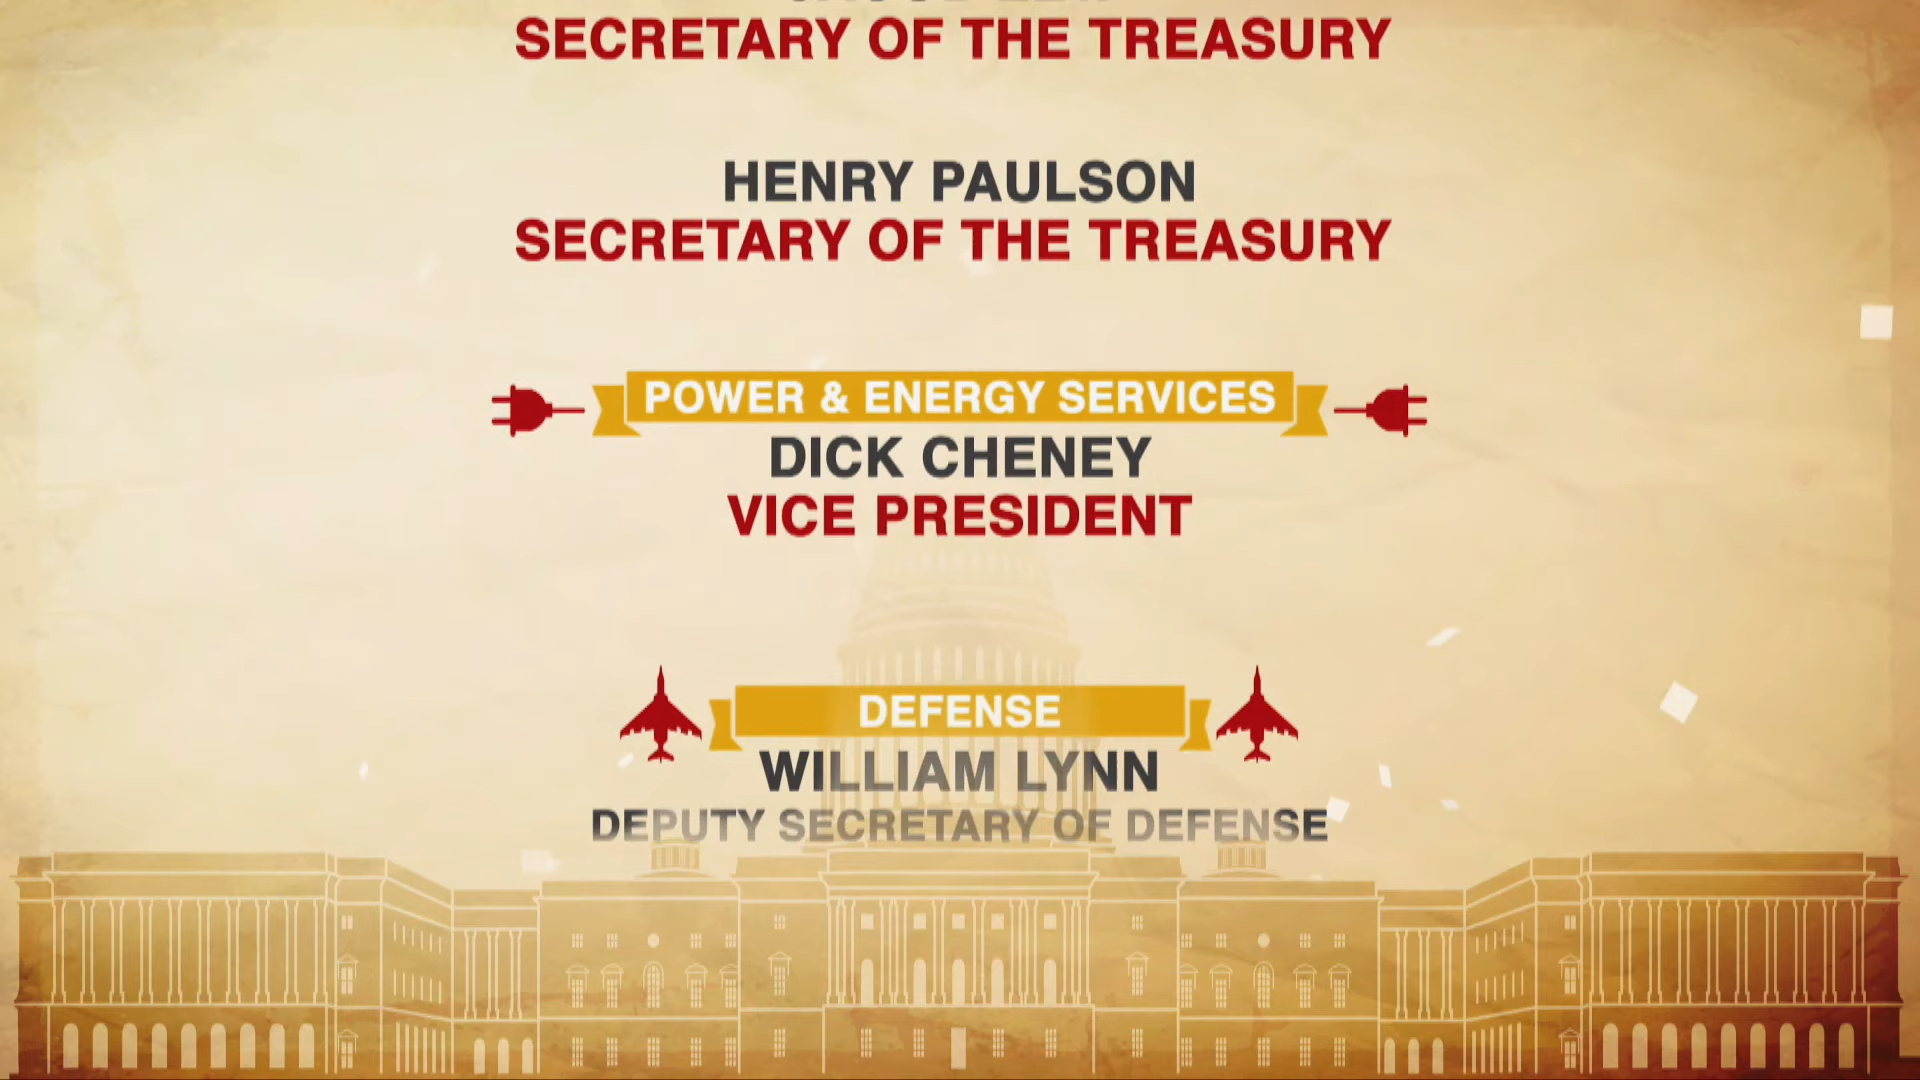 SECRETARY OF THE TREASURY
HENRY PAULSON
SECRETARY OF THE TREASURY
POWER & ENERGY SERVICES
DICK CHENEY
VICE PRESIDENT
DEFENSE
WILLIAM LYNN
DEPUTY SECRETARY OF DEFENSE